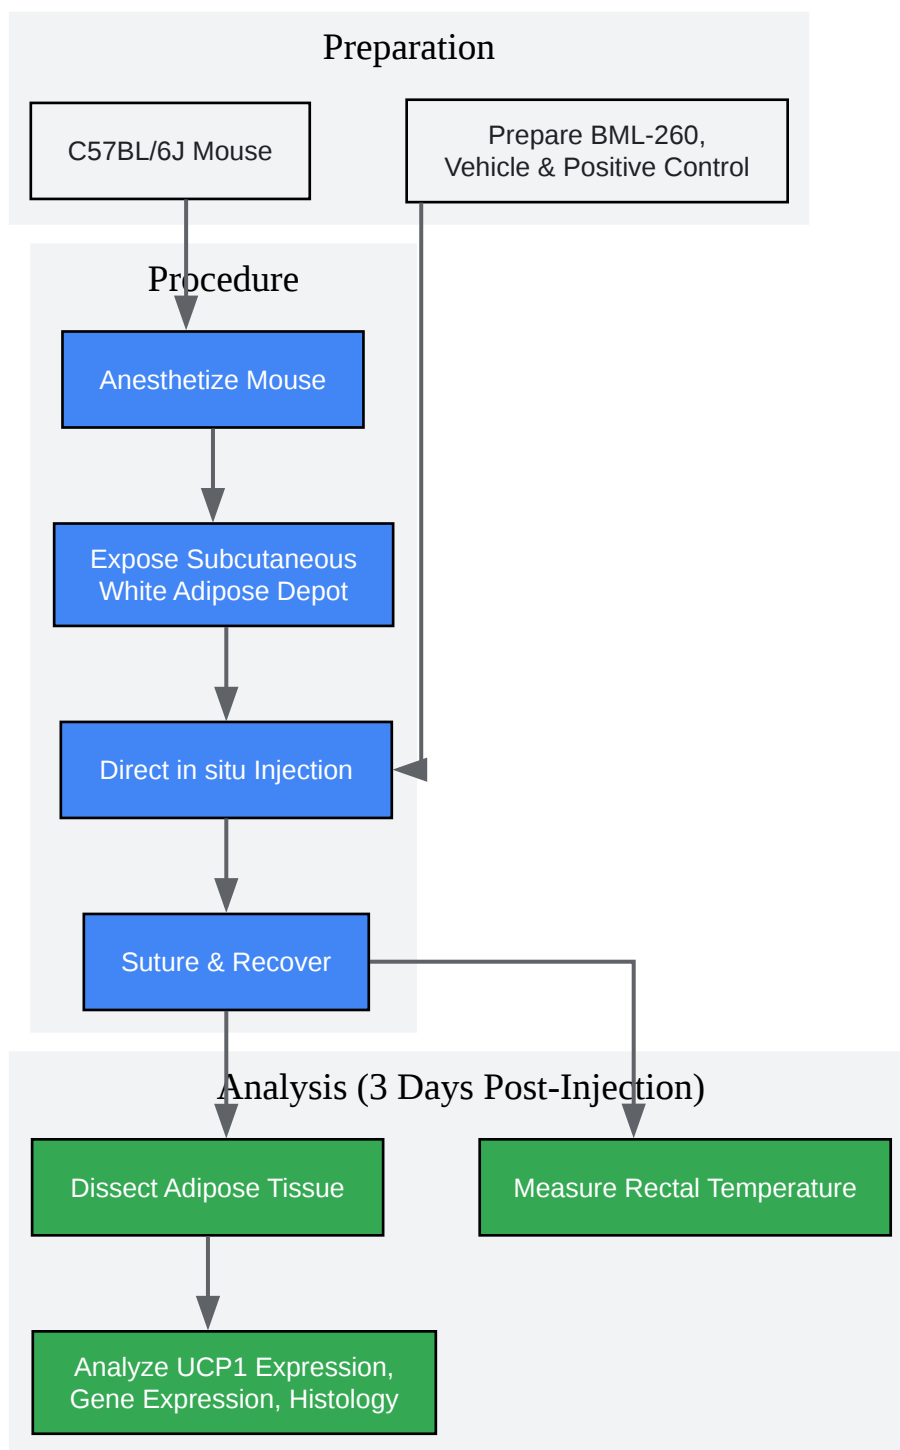 Preparation
C57BL/6J Mouse
Prepare BML-260,
Vehicle & Positive Control
Procedure
Anesthetize Mouse
Expose Subcutaneous
White Adipose Depot
Direct in situ Injection
Suture & Recover
Analysis (3 Days Post-Injection)
Dissect Adipose Tissue
Measure Rectal Temperature
Analyze UCP1 Expression,
Gene Expression, Histology